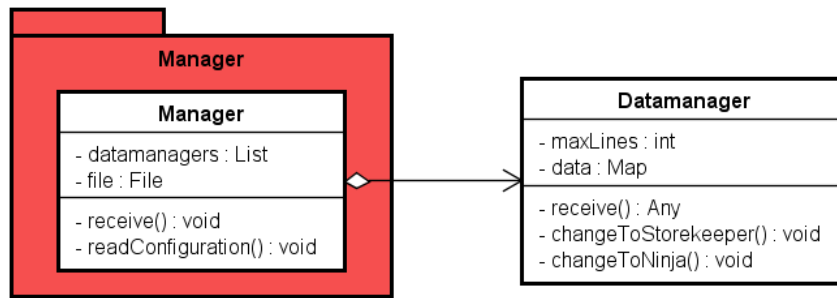 Manager
Manager
- datamanagers : List
- file : File
- receive() : void
- readConfiguration() : void
Datamanager
- maxLines : int
- data : Map
- receive() : Any
- changeToStorekeeper() : void
- changeToNinja() : void